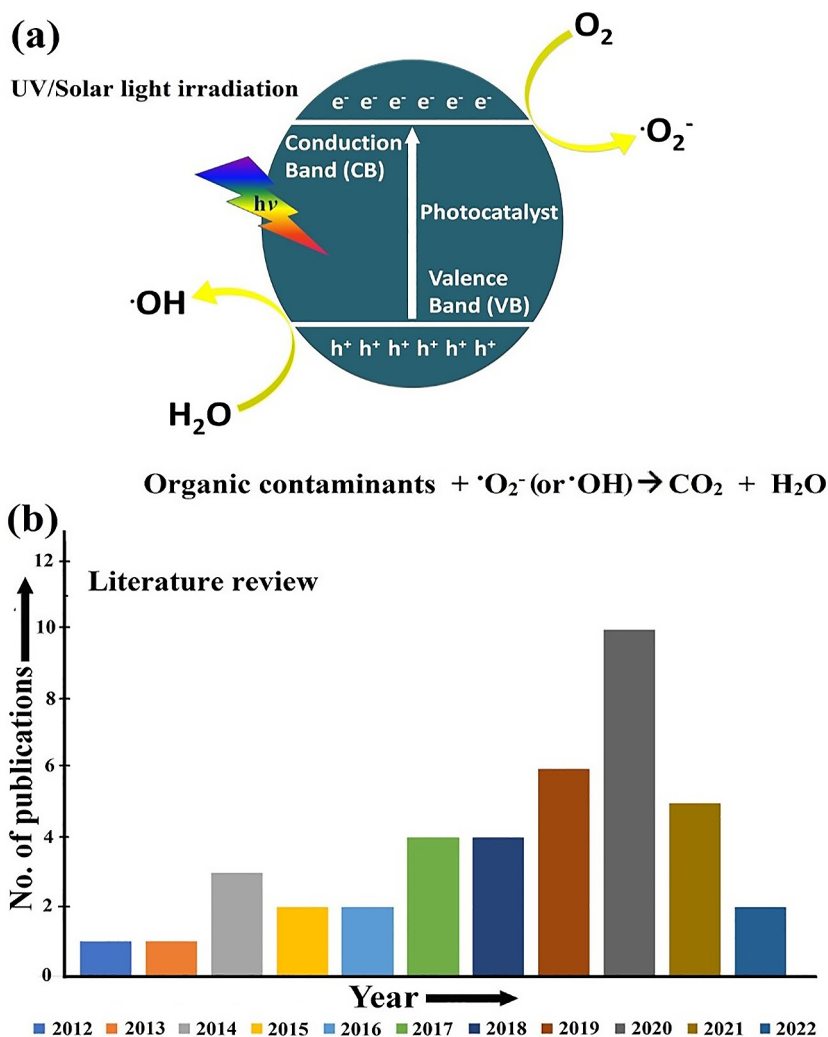 (a)
UV/Solar light irradiation
O₂
e⁻ e⁻ e⁻ e⁻ e⁻ e⁻
·O₂⁻
Conduction
Band (CB)
hν
Photocatalyst
Valence
Band (VB)
·OH
h⁺ h⁺ h⁺ h⁺ h⁺ h⁺
H₂O
Organic contaminants + ·O₂⁻ (or ·OH) → CO₂ + H₂O
(b)
Literature review
No. of publications
12
10
8
6
4
2
0
Year
2012 2013 2014 2015 2016 2017 2018 2019 2020 2021 2022